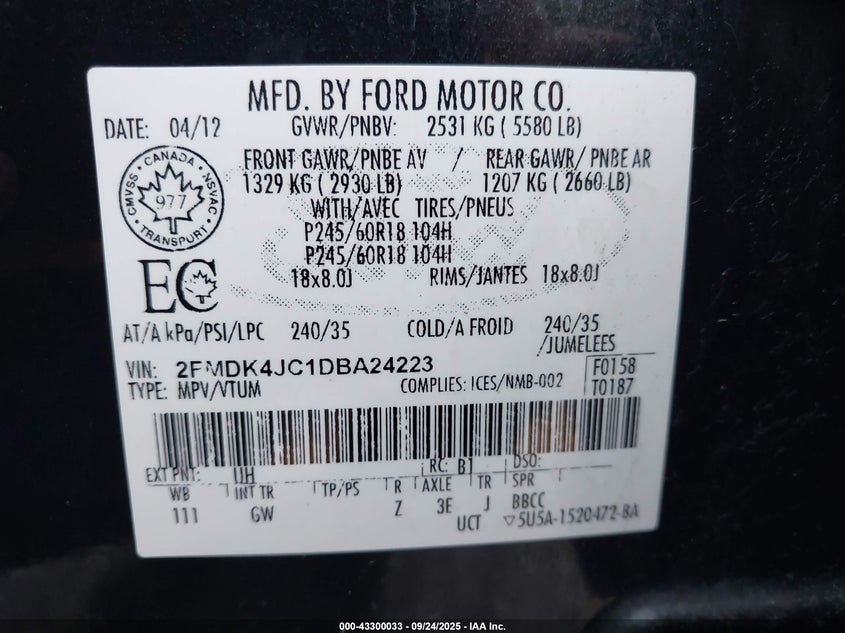 MFD. BY FORD MOTOR CO.
DATE: 04/12 GVWR/PNBV: 2531 KG ( 5580 LB)
FRONT GAWR/PNBE AV / REAR GAWR/ PNBE AR
1329 KG ( 2930 LB) 1207 KG ( 2660 LB)
WITH/AVEC TIRES/PNEUS
P245/60R18 104H
P245/60R18 104H
18x8.0J RIMS/JANTES 18x8.0J
CMVSS · CANADA · NSVAC · TRANSPORT
977
EC
AT/A kPa/PSI/LPC 240/35 COLD/A FROID 240/35
/JUMELEES
VIN: 2FMDK4JC1DBA24223 F0158
TYPE: MPV/VTUM COMPLIES: ICES/NMB-002 T0187
EXT PNT: UH RC: B1 DSO:
WB INT TR TP/PS R AXLE TR SPR
111 GW Z 3E J BBCC
UCT ▽5U5A-1520472-BA
000-43300033 - 09/24/2025 - IAA Inc.